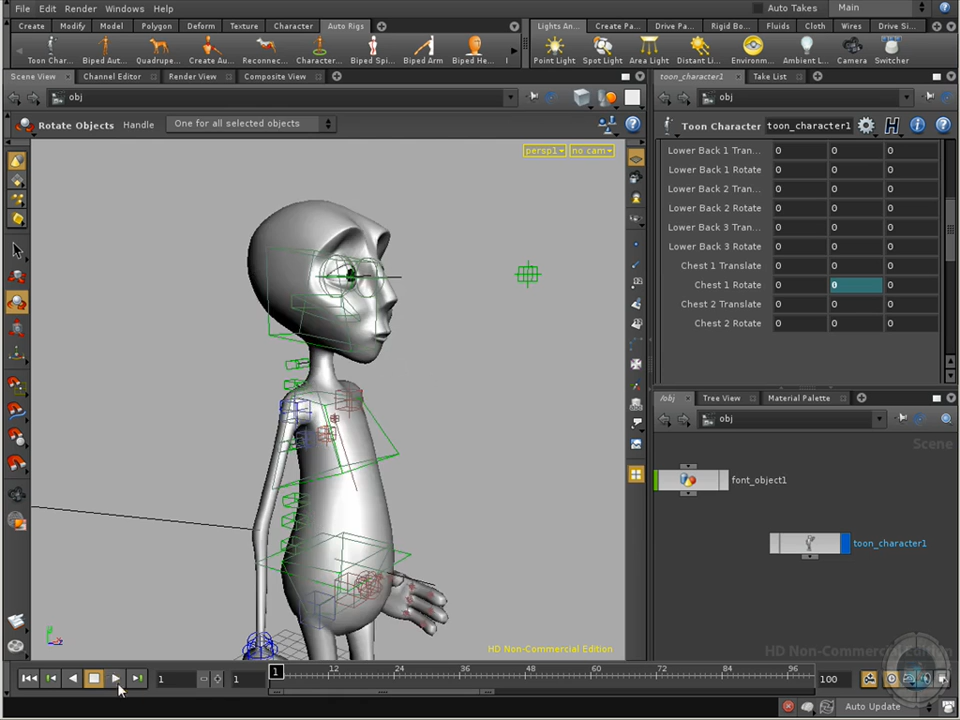 File Edit Render Windows Help Auto Takes Main
Create Modify Model Polygon Deform Texture Character Auto Rigs Lights An... Create Pa... Drive Pa... Rigid Bo... Fluids Cloth Wires Drive Si...
Toon Char... Biped Aut... Quadrupe... Create Au... Reconnec... Character... Biped Spi... Biped Arm Biped He... Point Light Spot Light Area Light Distant Li... Environm... Ambient L... Camera Switcher
Scene View Channel Editor Render View Composite View toon_character1 Take List
obj obj
Rotate Objects Handle One for all selected objects Toon Character toon_character1
persp1 no cam
Lower Back 1 Tran... 0 0 0
Lower Back 1 Rotate 0 0 0
Lower Back 2 Tran... 0 0 0
Lower Back 2 Rotate 0 0 0
Lower Back 3 Tran... 0 0 0
Lower Back 3 Rotate 0 0 0
Chest 1 Translate 0 0 0
Chest 1 Rotate 0 0 0
Chest 2 Translate 0 0 0
Chest 2 Rotate 0 0 0
/obj Tree View Material Palette
obj
Scene
font_object1
toon_character1
HD Non-Commercial Edition
HD Non-Commercial Edition
1 1 1 12 24 36 48 60 72 84 96 100
Auto Update